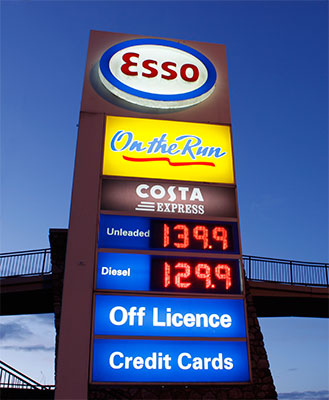 Esso
On the Run
COSTA
EXPRESS
Unleaded 139.9
Diesel 129.9
Off Licence
Credit Cards